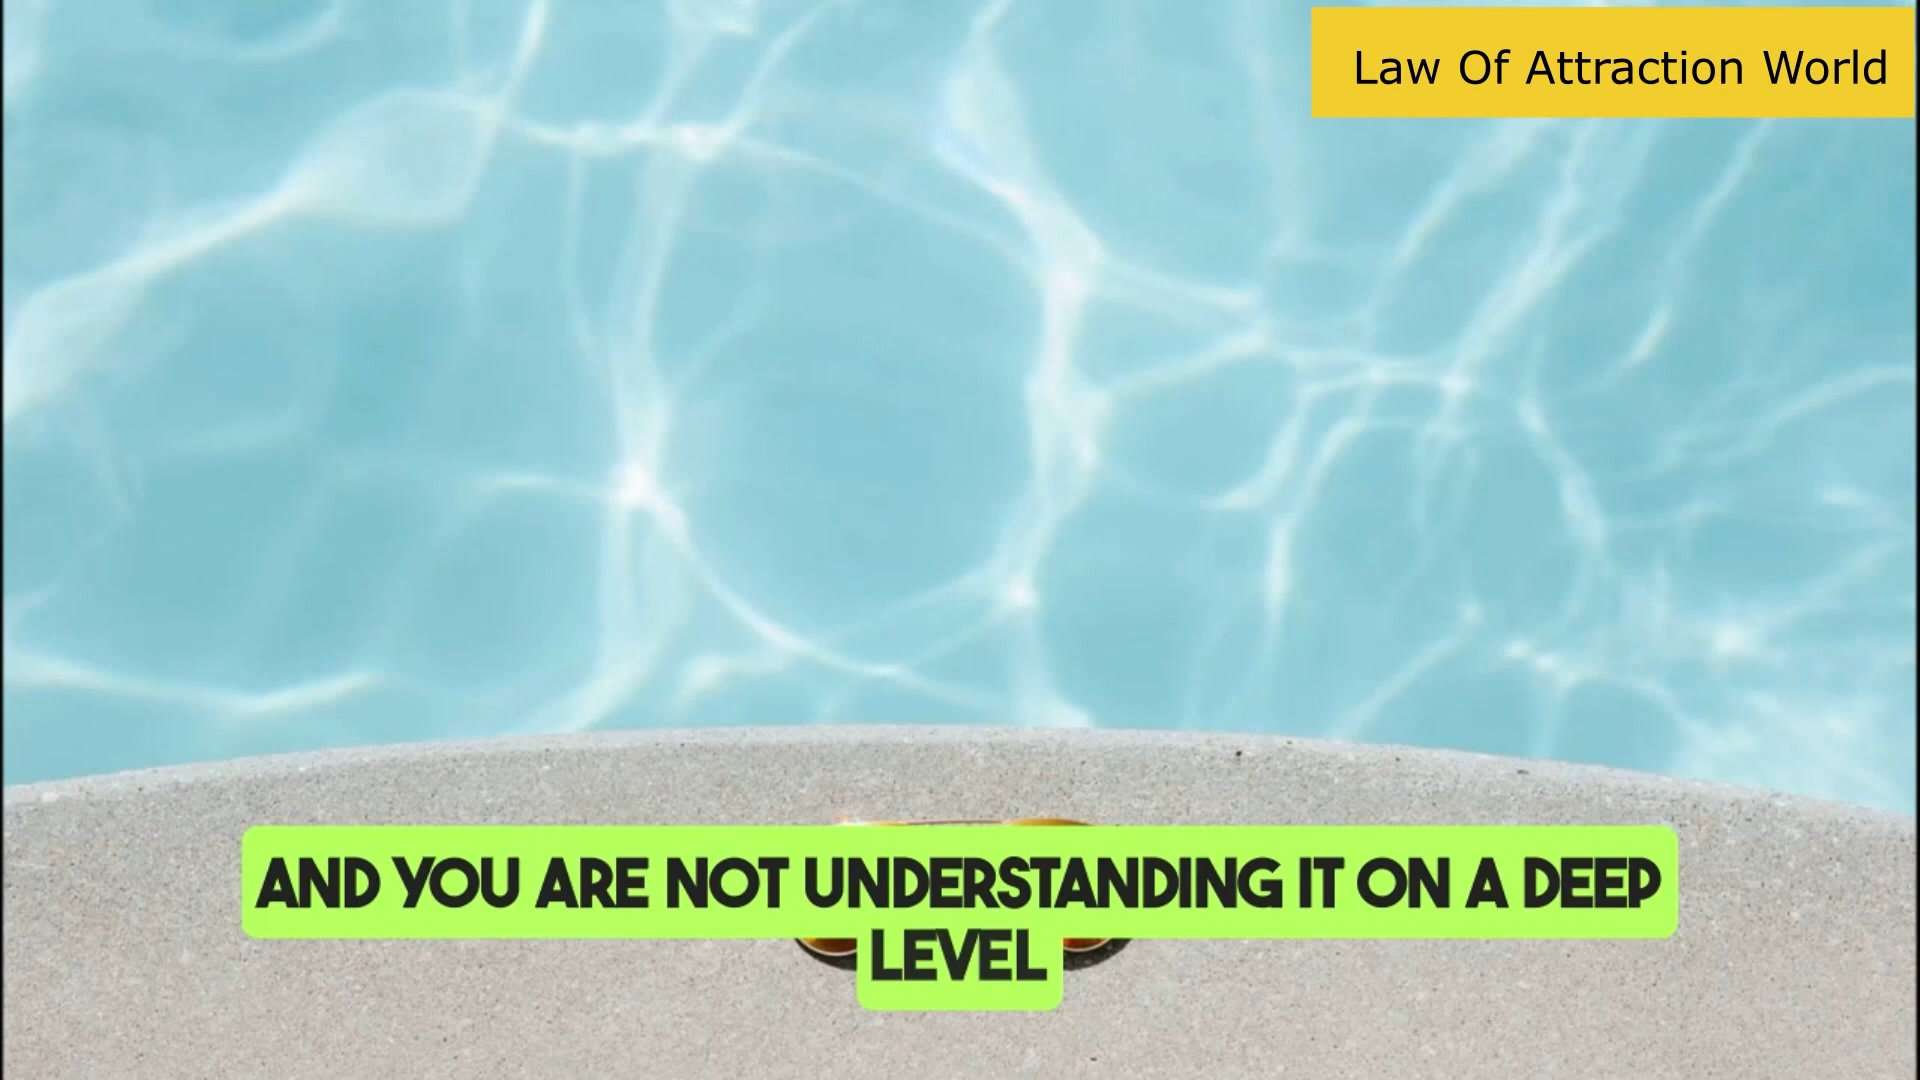 Law Of Attraction World
AND YOU ARE NOT UNDERSTANDING IT ON A DEEP
LEVEL